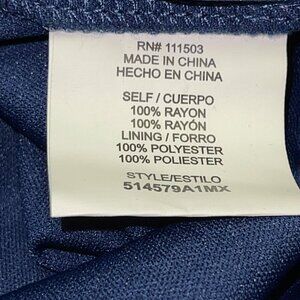 RN# 111503
MADE IN CHINA
HECHO EN CHINA
SELF / CUERPO
100% RAYON
100% RAYÓN
LINING / FORRO
100% POLYESTER
100% POLIESTER
STYLE/ESTILO
514579A1MX